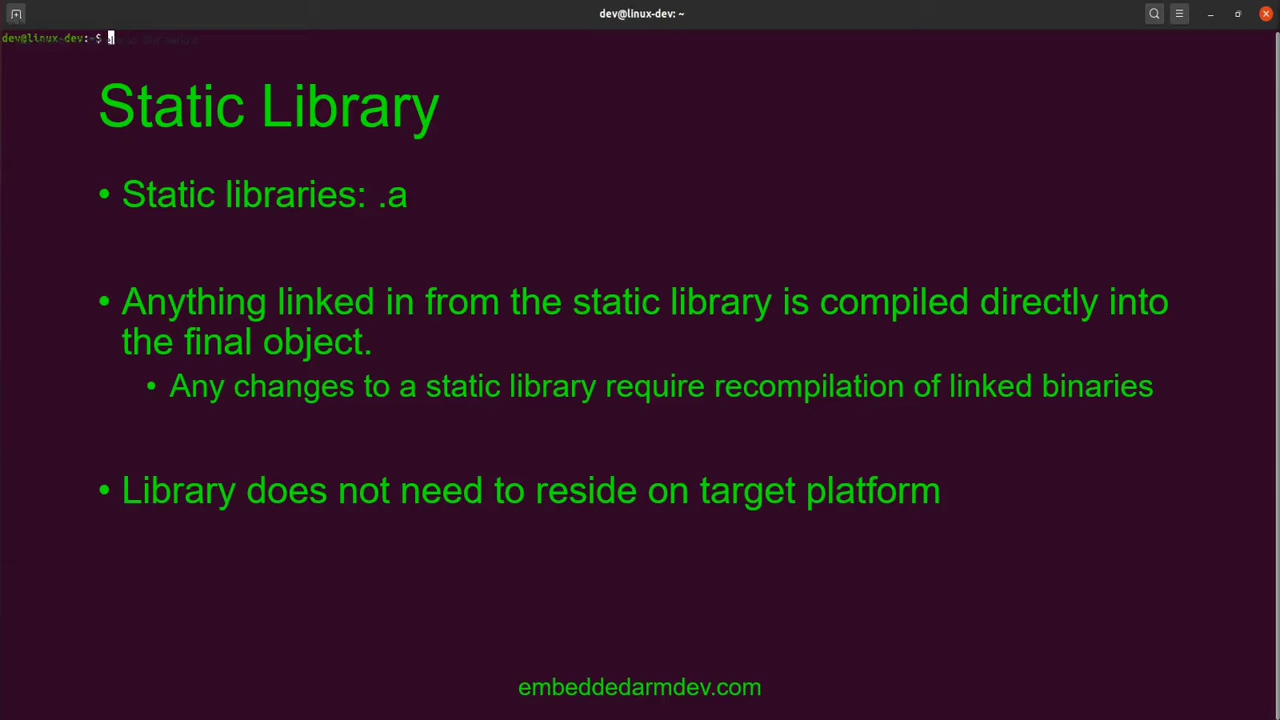 dev@linux-dev: ~
dev@linux-dev:~$
Static Library
• Static libraries: .a
• Anything linked in from the static library is compiled directly into
the final object.
• Any changes to a static library require recompilation of linked binaries
• Library does not need to reside on target platform
embeddedarmdev.com